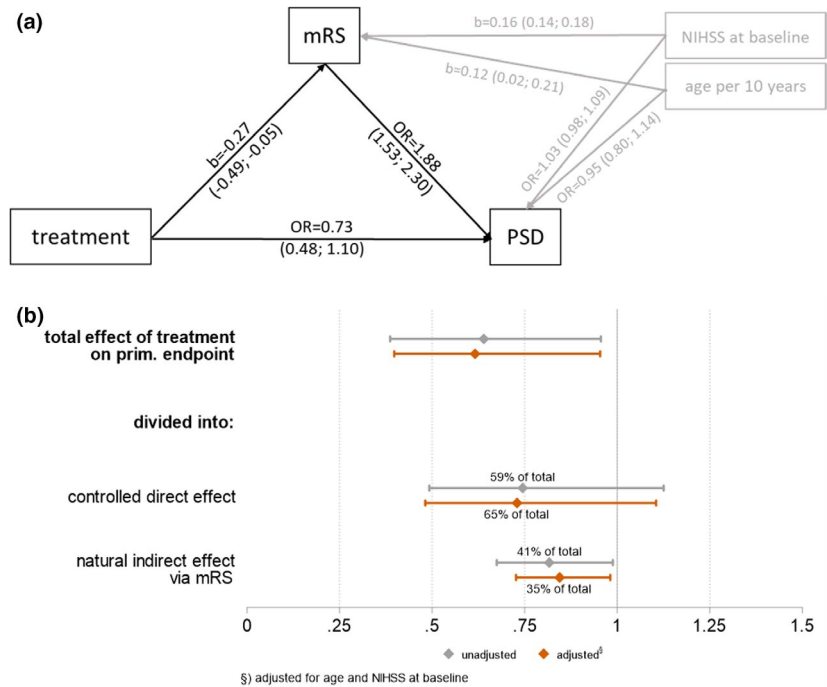 (a)
mRS
b=0.16 (0.14; 0.18)
NIHSS at baseline
b=0.12 (0.02; 0.21)
age per 10 years
b=-0.27
(-0.49; -0.05)
OR=1.88
(1.53; 2.30)
OR=1.03 (0.98; 1.09)
OR=0.95 (0.80; 1.14)
treatment
OR=0.73
(0.48; 1.10)
PSD
(b)
total effect of treatment
on prim. endpoint
divided into:
59% of total
controlled direct effect
65% of total
natural indirect effect
via mRS
41% of total
35% of total
0 .25 .5 .75 1 1.25 1.5
unadjusted adjusted§
§) adjusted for age and NIHSS at baseline